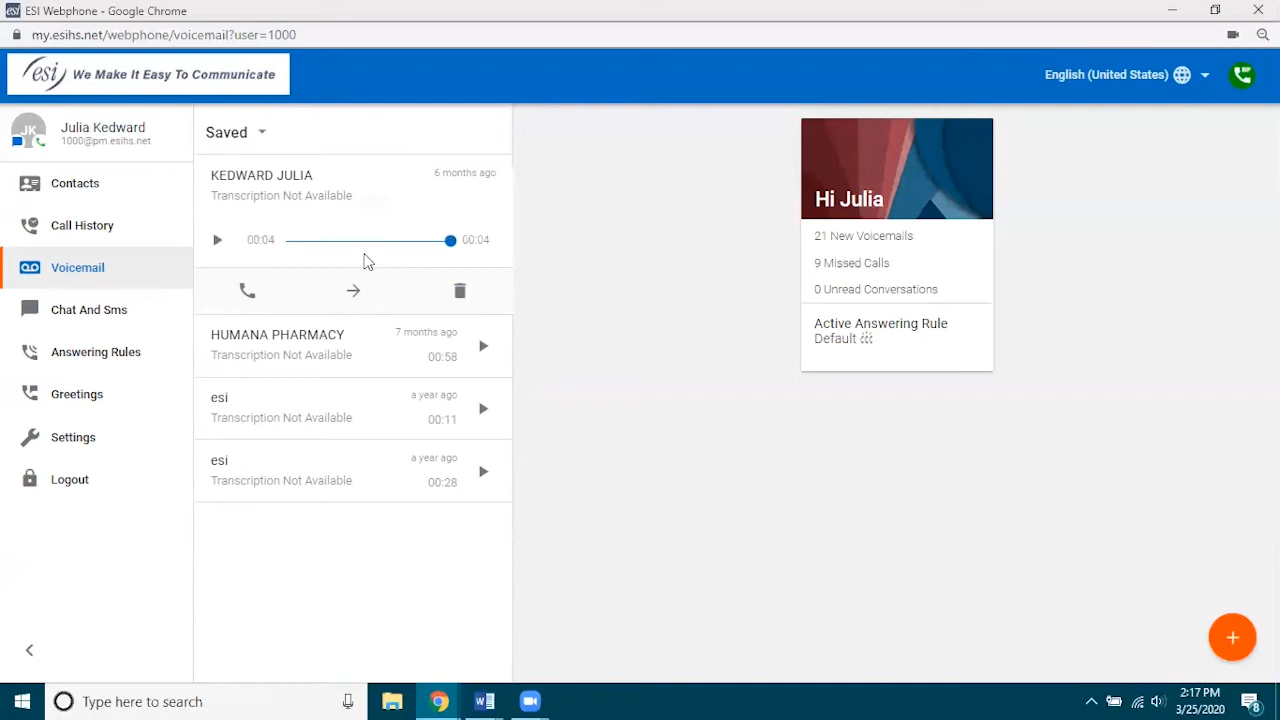 ESI Webphone - Google Chrome
my.esihs.net/webphone/voicemail?user=1000
esi We Make It Easy To Communicate
English (United States)
JK
Julia Kedward
1000@pm.esihs.net
Contacts
Call History
Voicemail
Chat And Sms
Answering Rules
Greetings
Settings
Logout
Saved
KEDWARD JULIA
6 months ago
Transcription Not Available
00:04
00:04
HUMANA PHARMACY
7 months ago
Transcription Not Available
00:58
esi
a year ago
Transcription Not Available
00:11
esi
a year ago
Transcription Not Available
00:28
Hi Julia
21 New Voicemails
9 Missed Calls
0 Unread Conversations
Active Answering Rule
Default
Type here to search
2:17 PM
3/25/2020
8